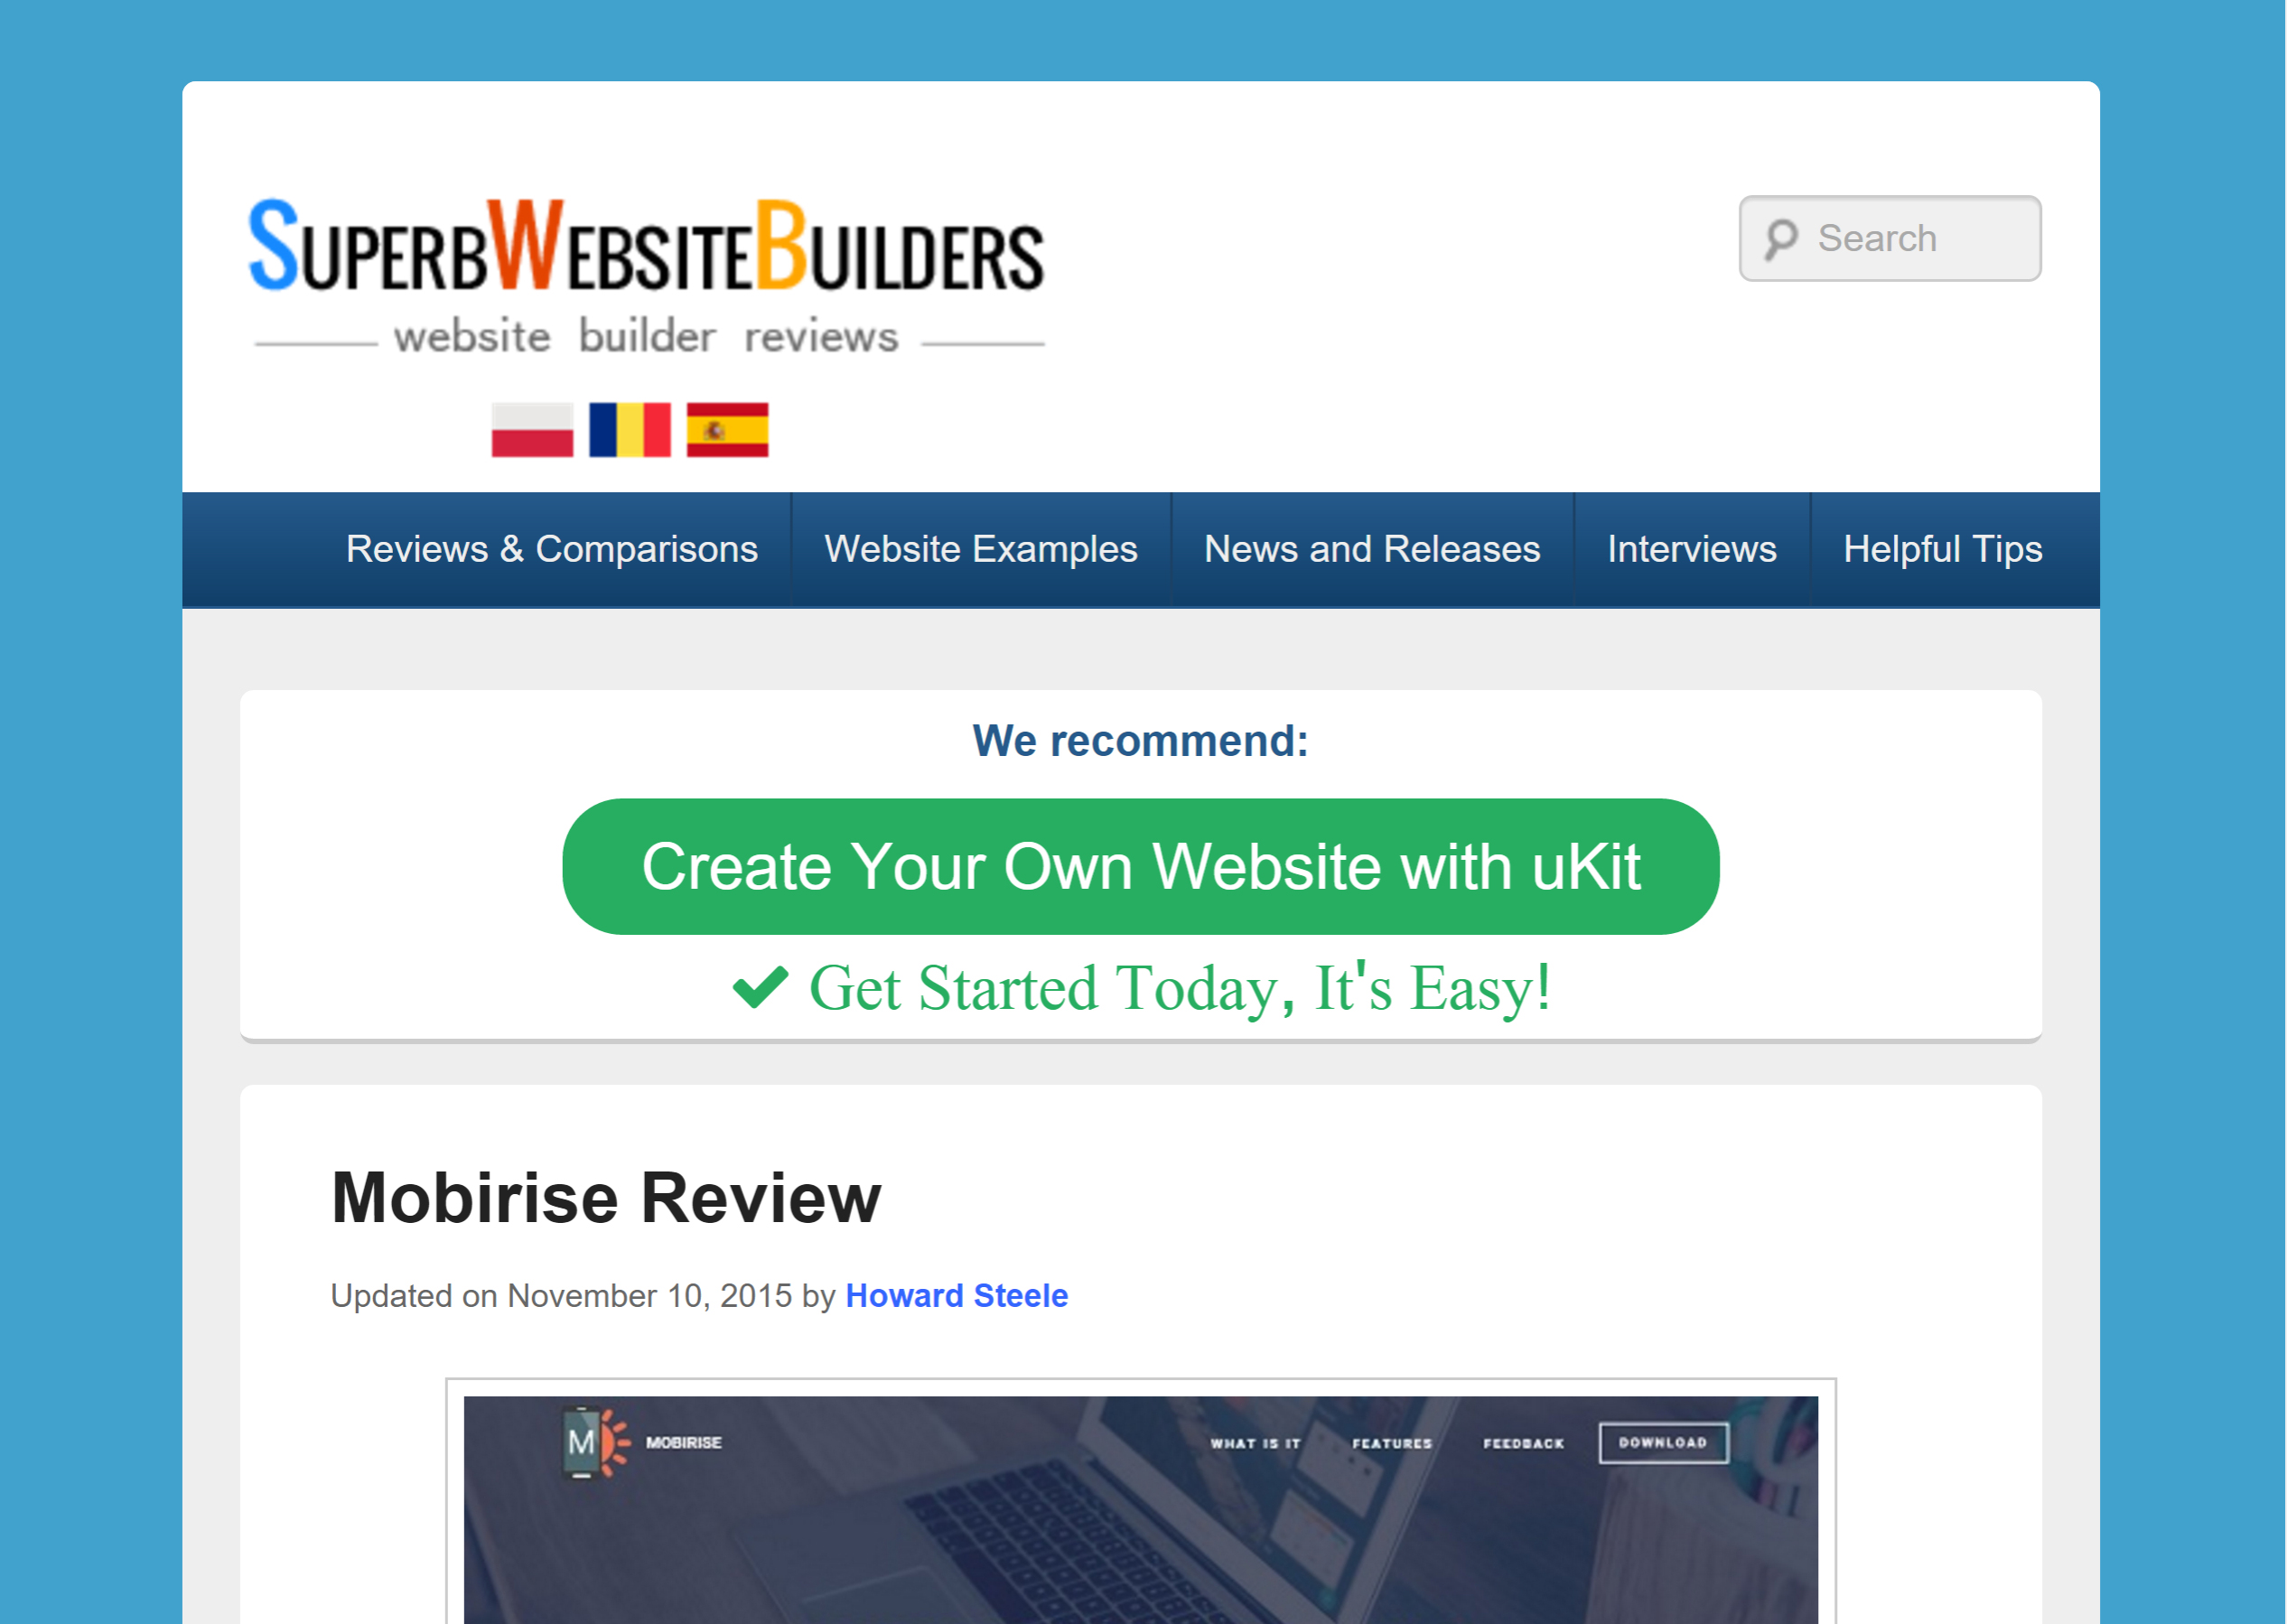 SUPERBWEBSITEBUILDERS
website builder reviews
Search
Reviews & Comparisons
Website Examples
News and Releases
Interviews
Helpful Tips
We recommend:
Create Your Own Website with uKit
Get Started Today, It's Easy!
Mobirise Review
Updated on November 10, 2015 by Howard Steele
M MOBIRISE
WHAT IS IT
FEATURES
FEEDBACK
DOWNLOAD